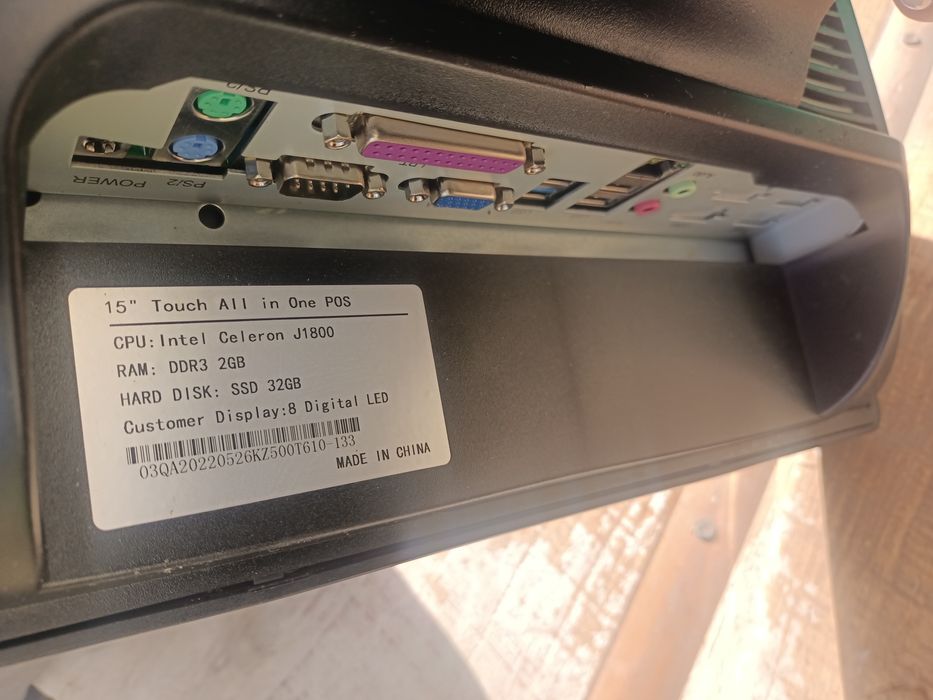 PS/2
POWER
PS/2
LPT
15" Touch All in One POS
CPU:Intel Celeron J1800
RAM: DDR3 2GB
HARD DISK: SSD 32GB
Customer Display:8 Digital LED
03QA20220526KZ500T610-133
MADE IN CHINA